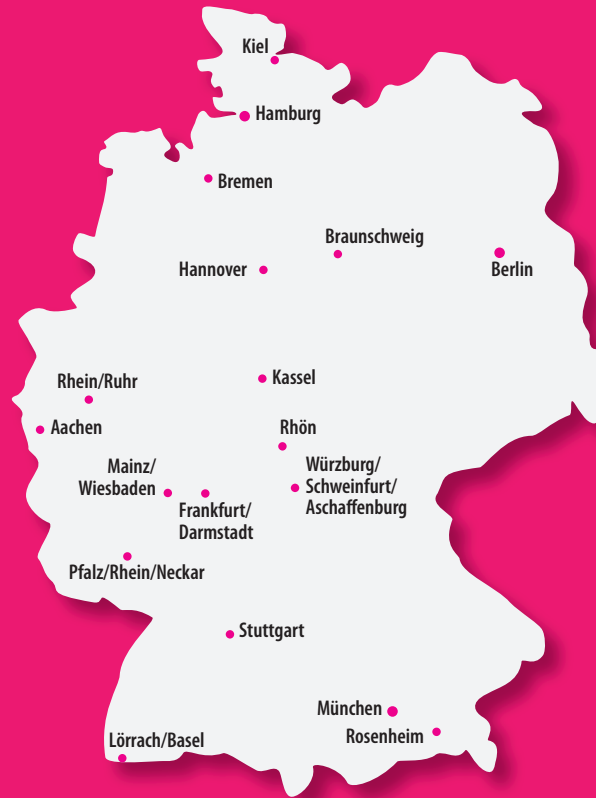 Kiel
Hamburg
Bremen
Braunschweig
Hannover
Berlin
Kassel
Rhein/Ruhr
Aachen
Rhön
Mainz/
Wiesbaden
Würzburg/
Schweinfurt/
Aschaffenburg
Frankfurt/
Darmstadt
Pfalz/Rhein/Neckar
Stuttgart
München
Rosenheim
Lörrach/Basel